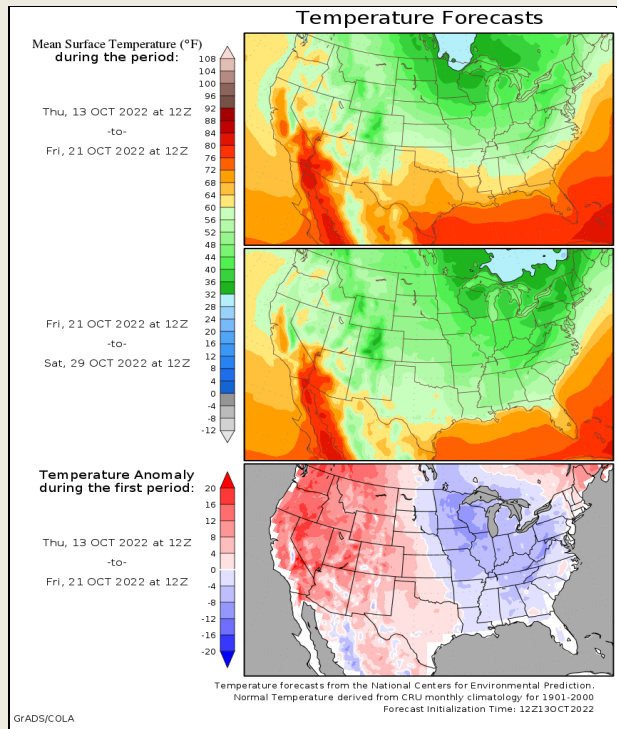 Temperature Forecasts
Mean Surface Temperature (°F)
during the period:
Thu, 13 OCT 2022 at 12Z
-to-
Fri, 21 OCT 2022 at 12Z
108
104
100
96
92
88
84
80
76
72
68
64
60
56
52
48
44
40
36
32
28
24
20
16
12
8
4
0
-4
-8
-12
Fri, 21 OCT 2022 at 12Z
-to-
Sat, 29 OCT 2022 at 12Z
Temperature Anomaly
during the first period:
Thu, 13 OCT 2022 at 12Z
-to-
Fri, 21 OCT 2022 at 12Z
20
16
12
8
4
0
-4
-8
-12
-16
-20
Temperature forecasts from the National Centers for Environmental Prediction.
Normal Temperature derived from CRU monthly climatology for 1901-2000
Forecast Initialization Time: 12Z13OCT2022
GrADS/COLA